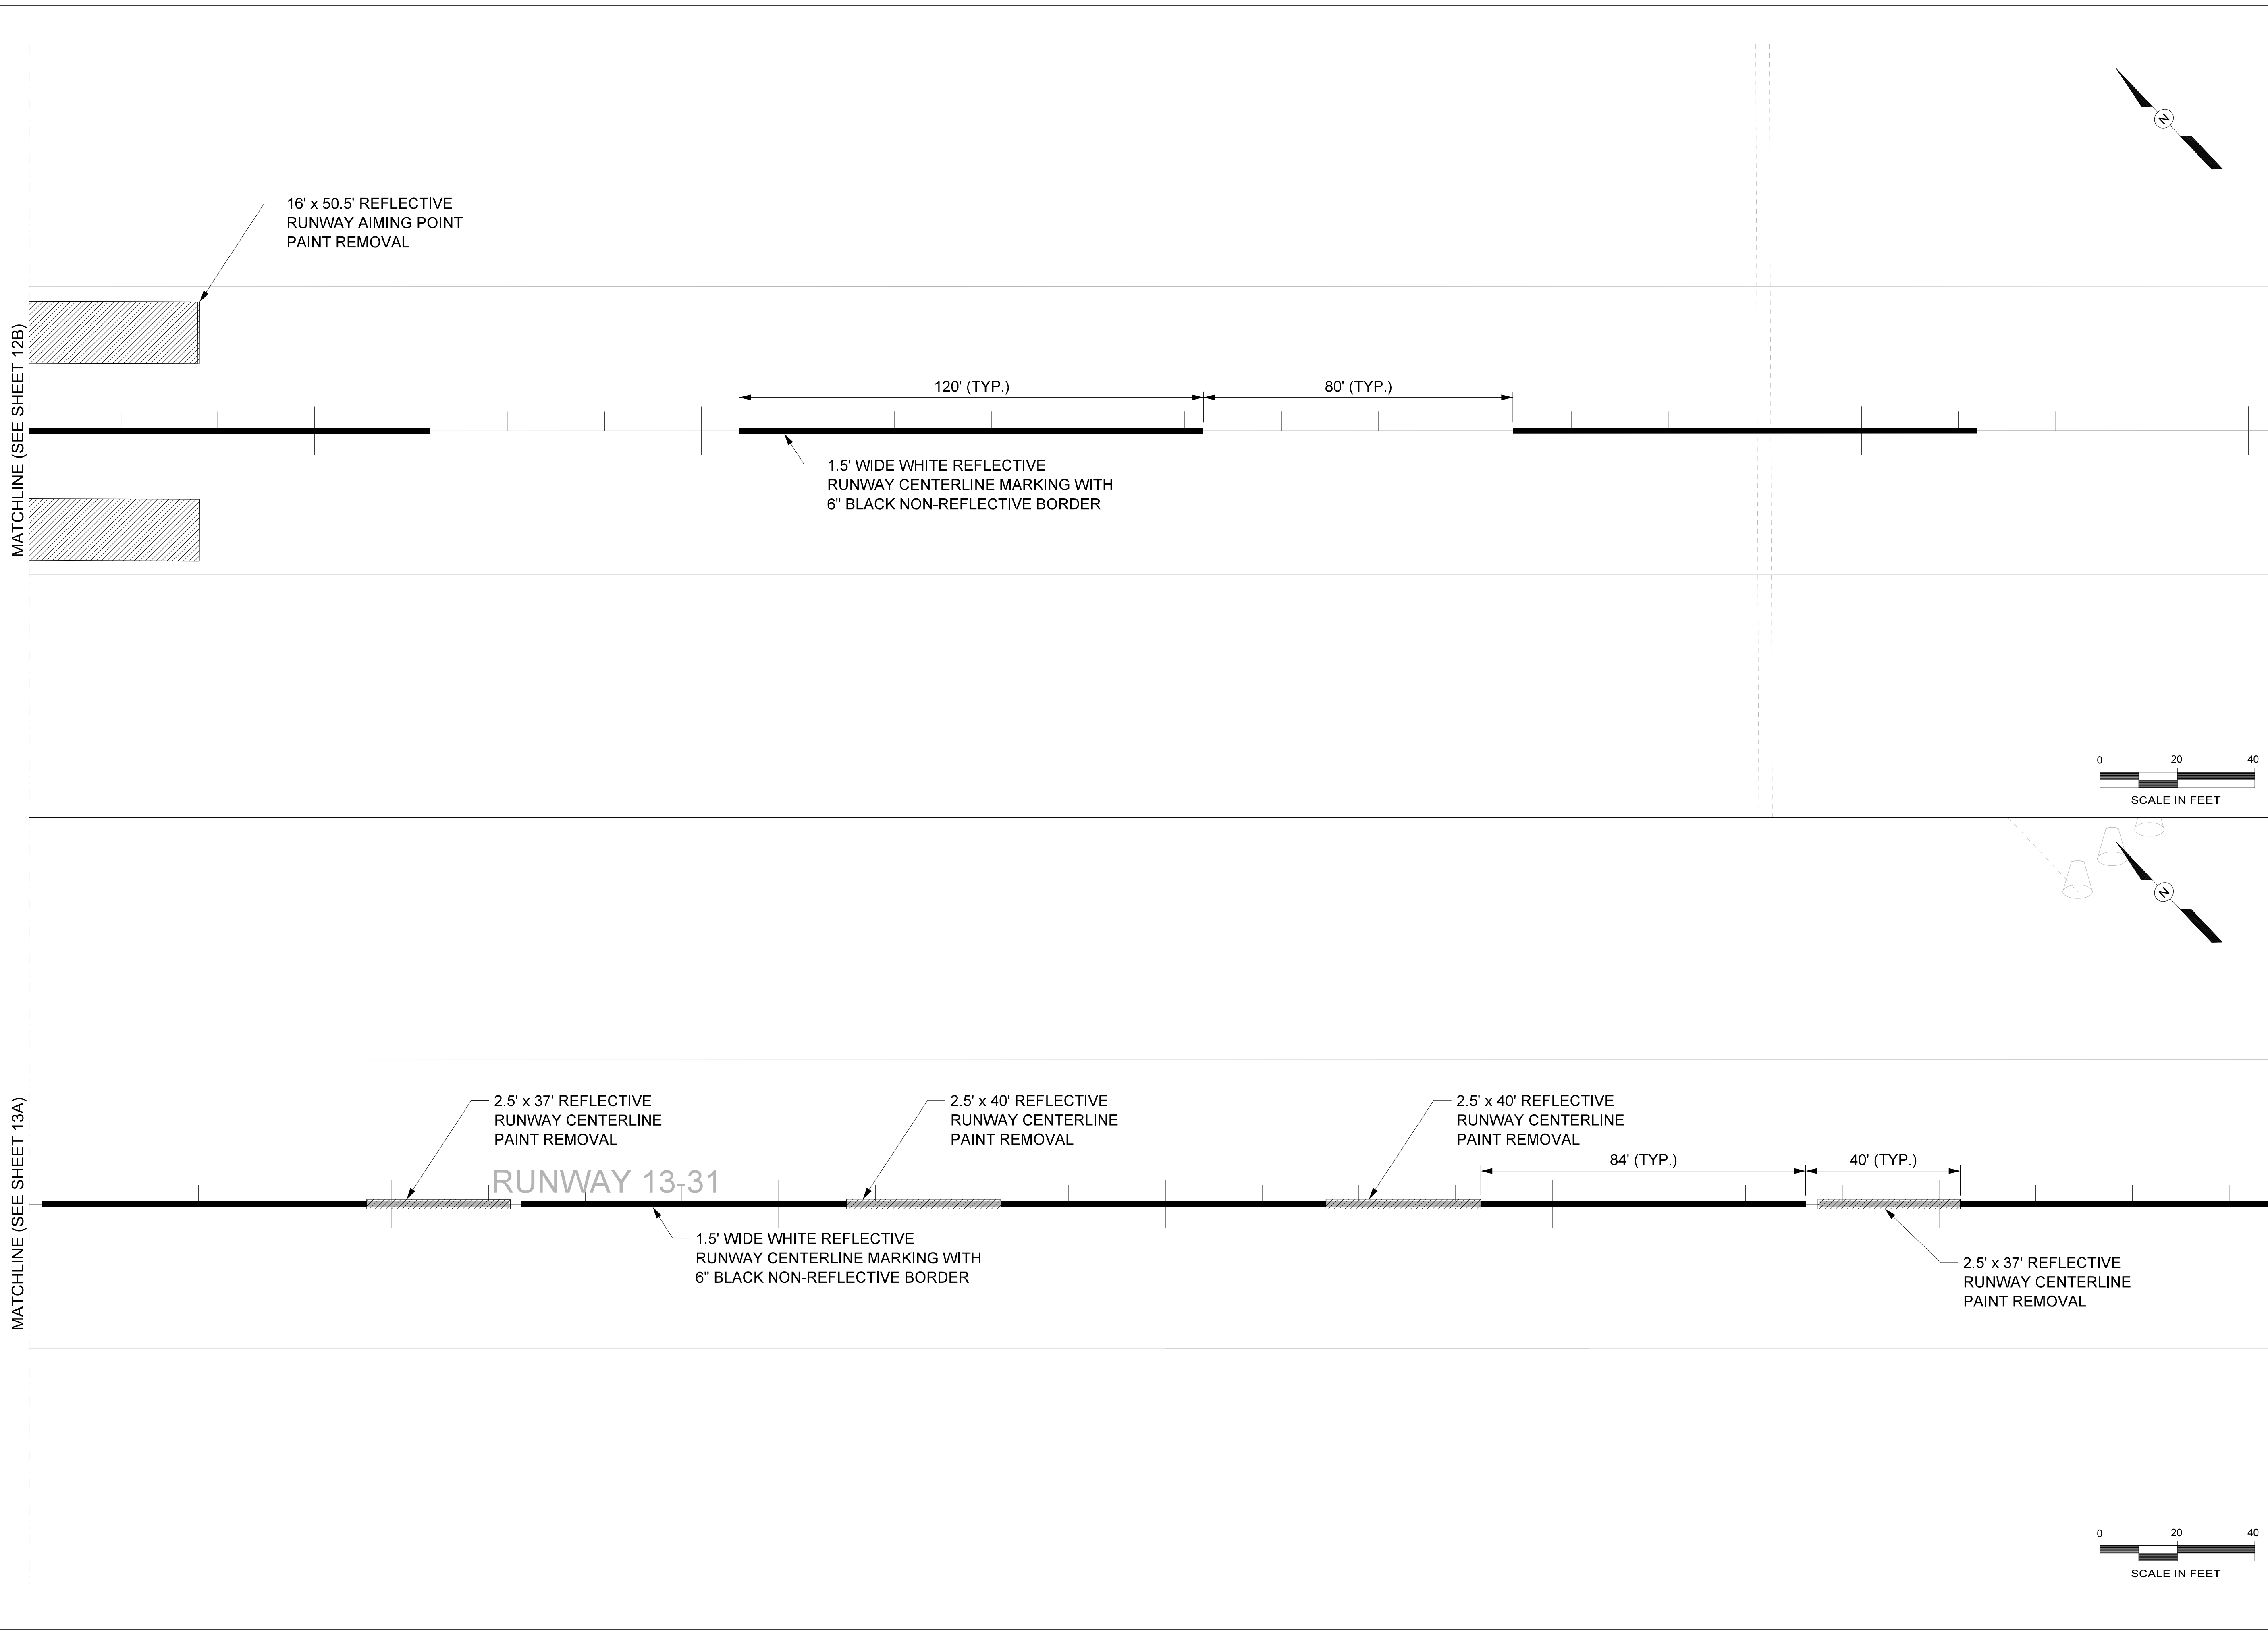 16' x 50.5' REFLECTIVE
RUNWAY AIMING POINT
PAINT REMOVAL
N
MATCHLINE (SEE SHEET 12B)
120' (TYP.)
80' (TYP.)
1.5' WIDE WHITE REFLECTIVE
RUNWAY CENTERLINE MARKING WITH
6" BLACK NON-REFLECTIVE BORDER
0 20 40
SCALE IN FEET
N
MATCHLINE (SEE SHEET 13A)
2.5' x 37' REFLECTIVE
RUNWAY CENTERLINE
PAINT REMOVAL
2.5' x 40' REFLECTIVE
RUNWAY CENTERLINE
PAINT REMOVAL
2.5' x 40' REFLECTIVE
RUNWAY CENTERLINE
PAINT REMOVAL
84' (TYP.)
40' (TYP.)
RUNWAY 13-31
1.5' WIDE WHITE REFLECTIVE
RUNWAY CENTERLINE MARKING WITH
6" BLACK NON-REFLECTIVE BORDER
2.5' x 37' REFLECTIVE
RUNWAY CENTERLINE
PAINT REMOVAL
0 20 40
SCALE IN FEET